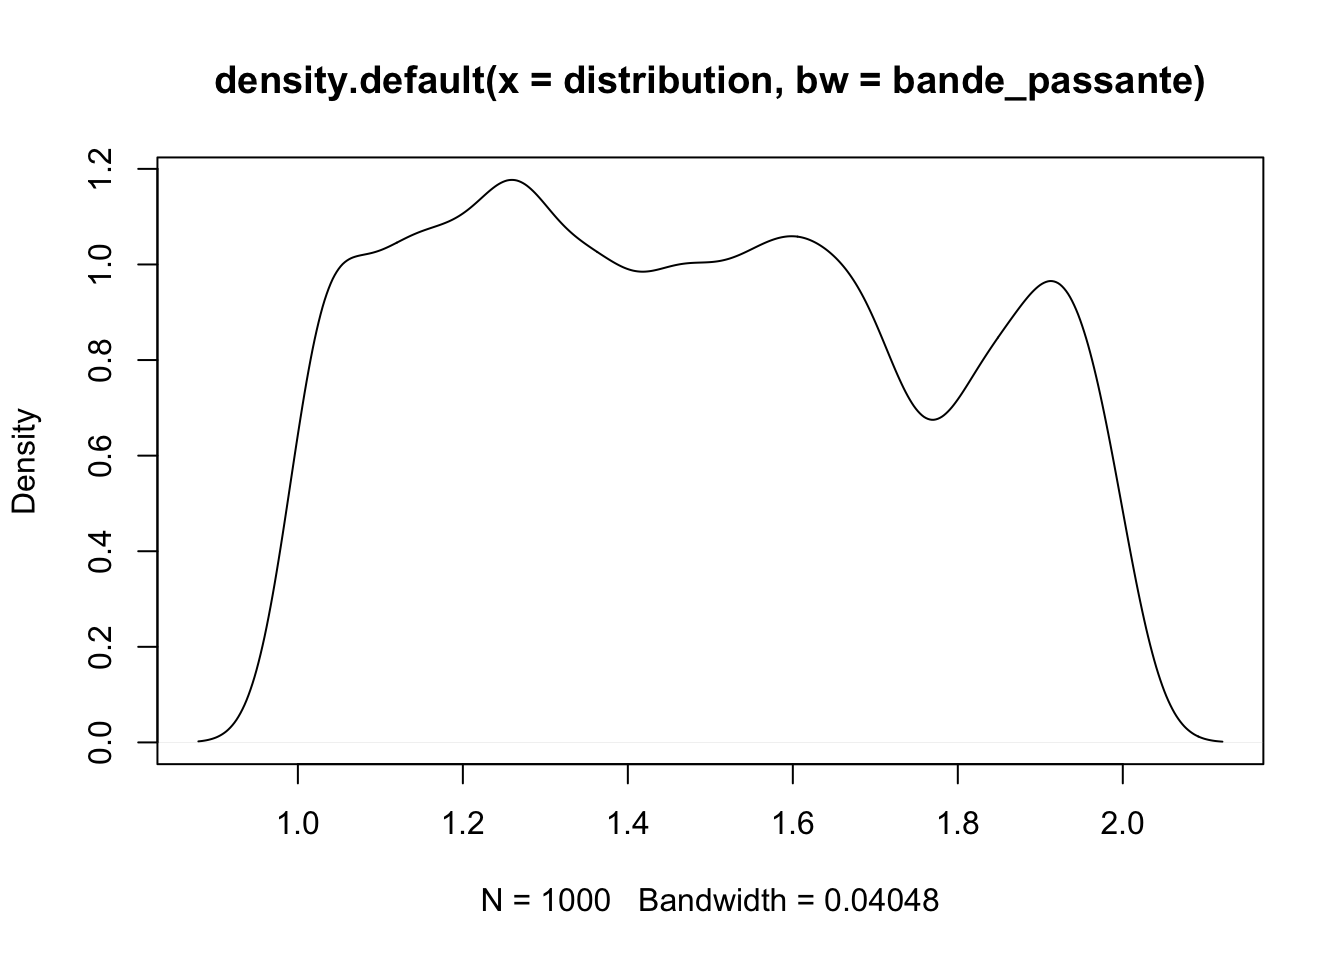 density.default(x = distribution, bw = bande_passante)
Density
1.2
1.0
0.8
0.6
0.4
0.2
0.0
1.0 1.2 1.4 1.6 1.8 2.0
N = 1000 Bandwidth = 0.04048